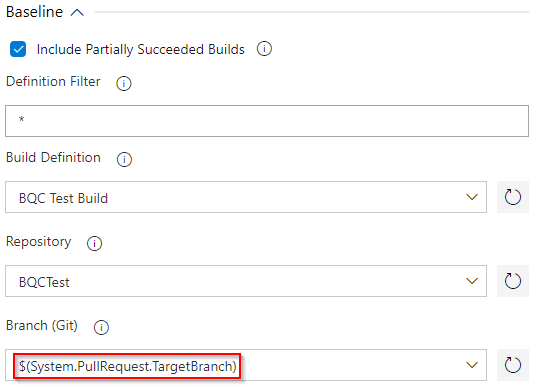 Baseline
Include Partially Succeeded Builds
Definition Filter
*
Build Definition
BQC Test Build
Repository
BQCTest
Branch (Git)
$(System.PullRequest.TargetBranch)